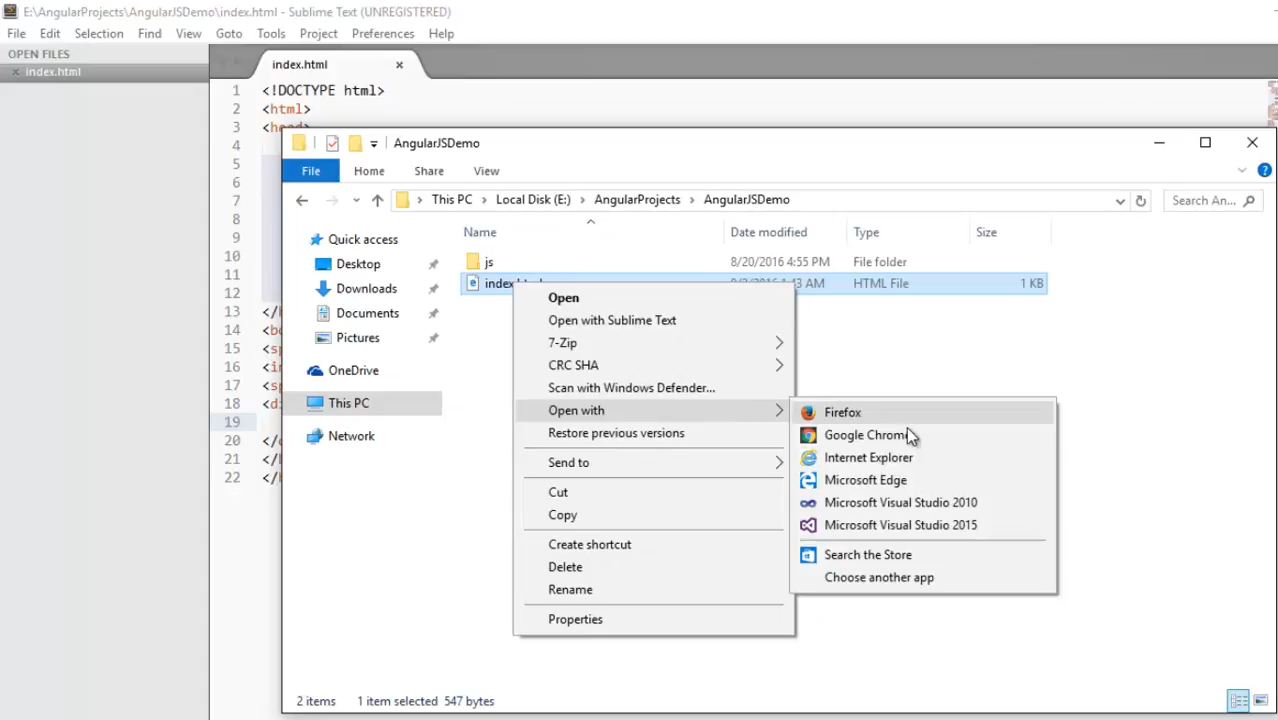 E:\AngularProjects\AngularJSDemo\index.html - Sublime Text (UNREGISTERED)
File Edit Selection Find View Goto Tools Project Preferences Help
OPEN FILES
index.html
index.html
1 <!DOCTYPE html>
2 <html>
3 <head>
4
5
6
7
8
9
10
11
12
13 </
14 <b
15 <s
16 <i
17 <s
18 <d
19
20 </
21 </
22 </
AngularJSDemo
File Home Share View
This PC Local Disk (E:) AngularProjects AngularJSDemo
Search An...
Quick access
Desktop
Downloads
Documents
Pictures
OneDrive
This PC
Network
Name Date modified Type Size
js 8/20/2016 4:55 PM File folder
index AM HTML File 1 KB
Open
Open with Sublime Text
7-Zip
CRC SHA
Scan with Windows Defender...
Open with
Restore previous versions
Send to
Cut
Copy
Create shortcut
Delete
Rename
Properties
Firefox
Google Chrome
Internet Explorer
Microsoft Edge
Microsoft Visual Studio 2010
Microsoft Visual Studio 2015
Search the Store
Choose another app
2 items 1 item selected 547 bytes